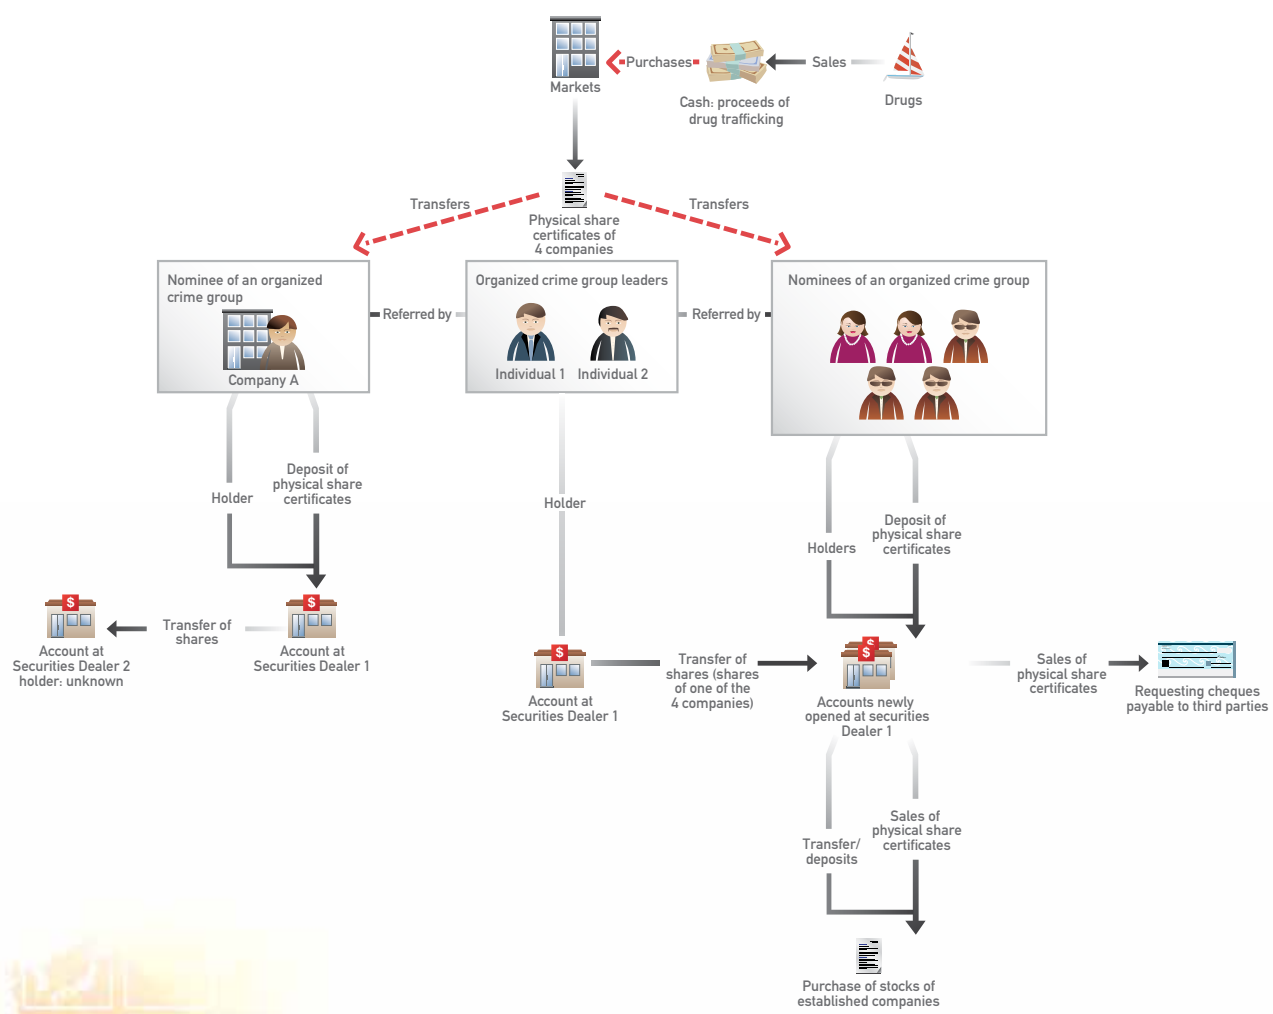 Markets
Purchases
Cash: proceeds of
drug trafficking
Sales
Drugs
Transfers
Physical share
certificates of
4 companies
Transfers
Nominee of an organized
crime group
Company A
Referred by
Organized crime group leaders
Individual 1
Individual 2
Referred by
Nominees of an organized crime group
Holder
Deposit of
physical share
certificates
Holder
Holders
Deposit of
physical share
certificates
$
Account at
Securities Dealer 2
holder: unknown
Transfer of
shares
$
Account at
Securities Dealer 1
$
Account at
Securities Dealer 1
Transfer of
shares (shares
of one of the
4 companies)
$
$
Accounts newly
opened at securities
Dealer 1
Sales of
physical share
certificates
Requesting cheques
payable to third parties
Transfer/
deposits
Sales of
physical share
certificates
Purchase of stocks of
established companies